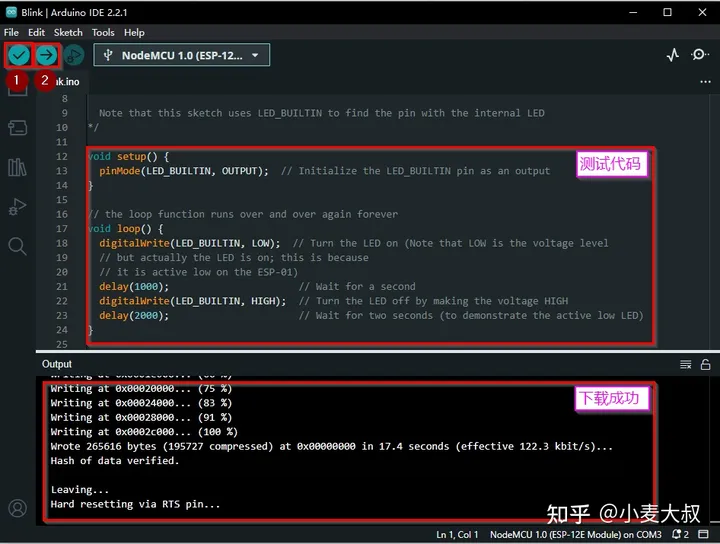 Blink | Arduino IDE 2.2.1
File Edit Sketch Tools Help
NodeMCU 1.0 (ESP-12E...
1 2 nk.ino
8
9 Note that this sketch uses LED_BUILTIN to find the pin with the internal LED
10 */
11
12 void setup() {
测试代码
13 pinMode(LED_BUILTIN, OUTPUT); // Initialize the LED_BUILTIN pin as an output
14 }
15
16 // the loop function runs over and over again forever
17 void loop() {
18 digitalWrite(LED_BUILTIN, LOW); // Turn the LED on (Note that LOW is the voltage level
19 // but actually the LED is on; this is because
20 // it is active low on the ESP-01)
21 delay(1000); // Wait for a second
22 digitalWrite(LED_BUILTIN, HIGH); // Turn the LED off by making the voltage HIGH
23 delay(2000); // Wait for two seconds (to demonstrate the active low LED)
24 }
25
Output
Writing at 0x00020000... (75 %)
下载成功
Writing at 0x00024000... (83 %)
Writing at 0x00028000... (91 %)
Writing at 0x0002c000... (100 %)
Wrote 265616 bytes (195727 compressed) at 0x00000000 in 17.4 seconds (effective 122.3 kbit/s)...
Hash of data verified.
Leaving...
Hard resetting via RTS pin...
知乎 @小麦大叔
Ln 1, Col 1 NodeMCU 1.0 (ESP-12E Module) on COM3 2